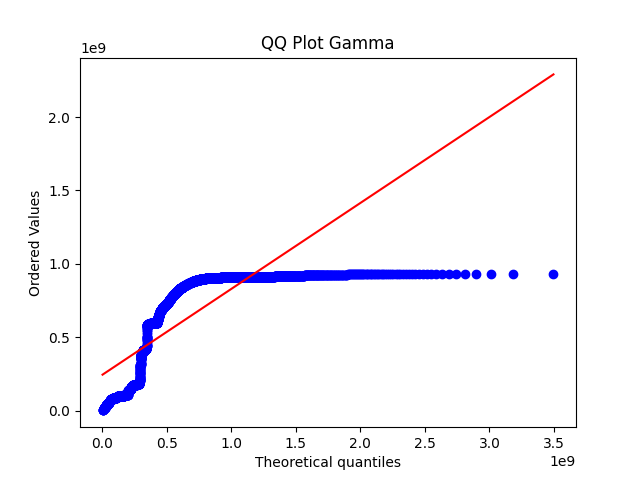 QQ Plot Gamma
1e9
2.0
1.5
1.0
0.5
0.0
Ordered Values
0.0 0.5 1.0 1.5 2.0 2.5 3.0 3.5
1e9
Theoretical quantiles